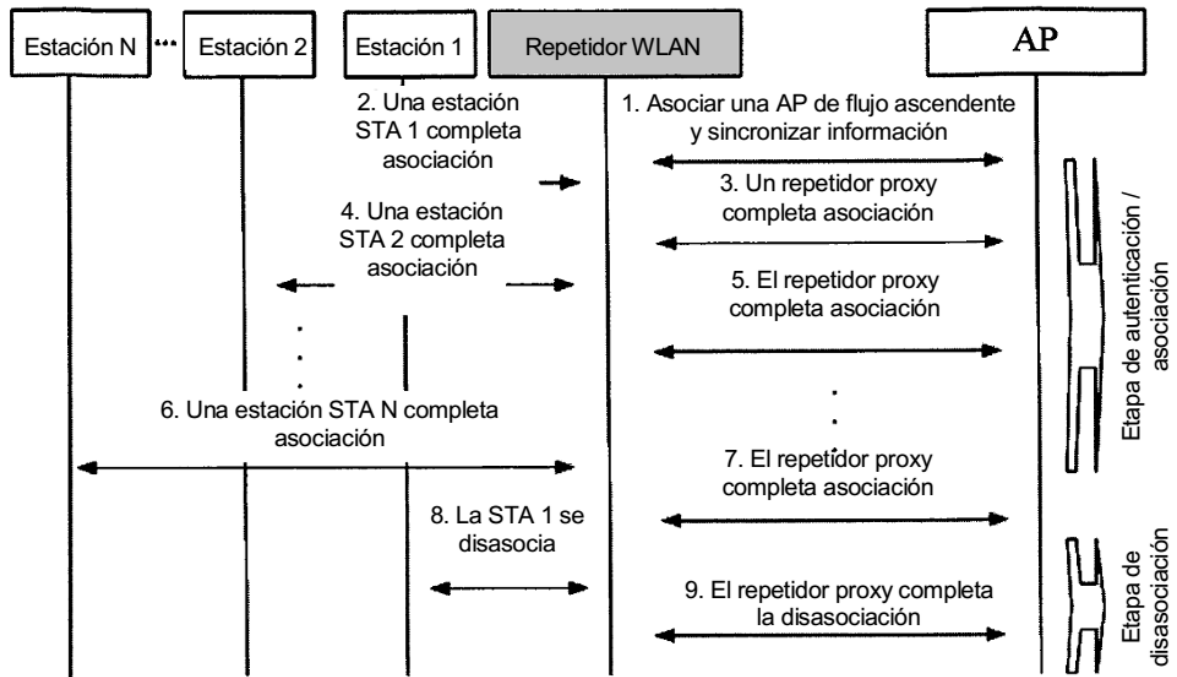 Estación N
...
Estación 2
Estación 1
Repetidor WLAN
AP
1. Asociar una AP de flujo ascendente
y sincronizar información
2. Una estación
STA 1 completa
asociación
3. Un repetidor proxy
completa asociación
4. Una estación
STA 2 completa
asociación
5. El repetidor proxy
completa asociación
6. Una estación STA N completa
asociación
7. El repetidor proxy
completa asociación
8. La STA 1 se
disasocia
9. El repetidor proxy completa
la disasociación
Etapa de autenticación /
asociación
Etapa de
disasociación